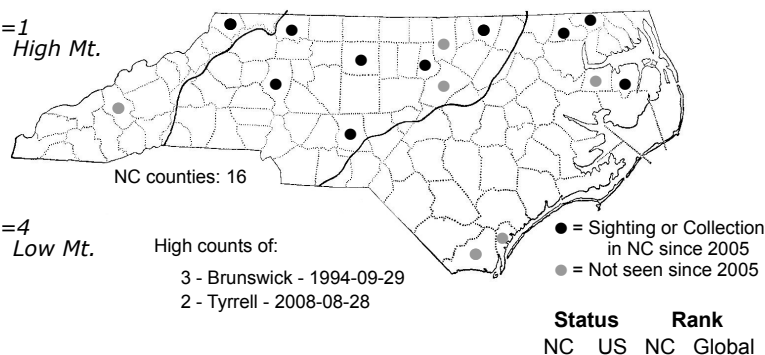 =1
High Mt.
NC counties: 16
=4
Low Mt.
High counts of:
3 - Brunswick - 1994-09-29
2 - Tyrrell - 2008-08-28
= Sighting or Collection
in NC since 2005
= Not seen since 2005
Status Rank
NC US NC Global